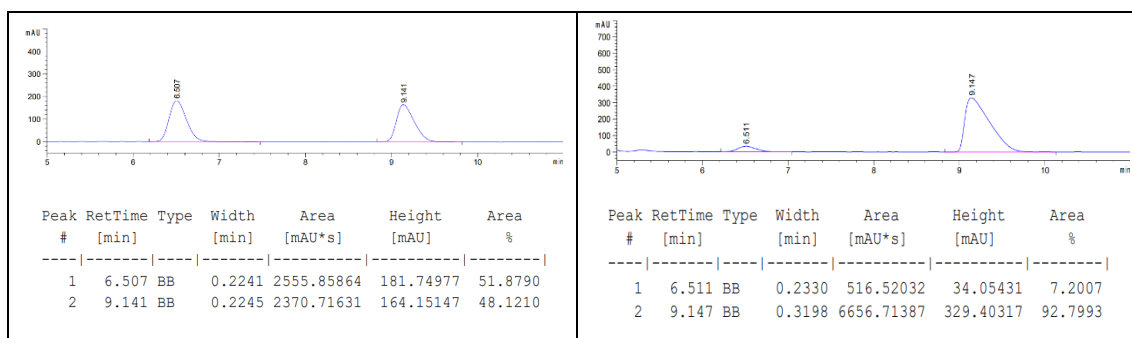 mAU
400
300
200
100
0
6.507
9.141
5 6 7 8 9 10 min
Peak RetTime Type Width Area Height Area
# [min] [min] [mAU*s] [mAU] %
----|-------|----|-------|----------|----------|--------|
1 6.507 BB 0.2241 2555.85864 181.74977 51.8790
2 9.141 BB 0.2245 2370.71631 164.15147 48.1210
mAU
700
600
500
400
300
200
100
0
6.511
9.147
5 6 7 8 9 10 min
Peak RetTime Type Width Area Height Area
# [min] [min] [mAU*s] [mAU] %
----|-------|----|-------|----------|----------|--------|
1 6.511 BB 0.2330 516.52032 34.05431 7.2007
2 9.147 BB 0.3198 6656.71387 329.40317 92.7993